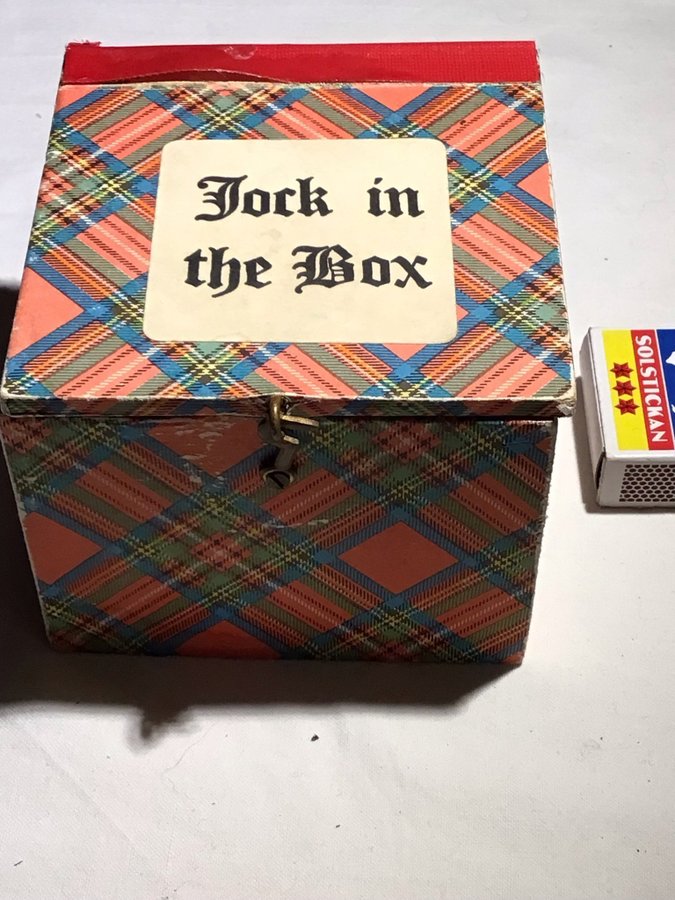 Jock in
the Box
SOLSTICKAN